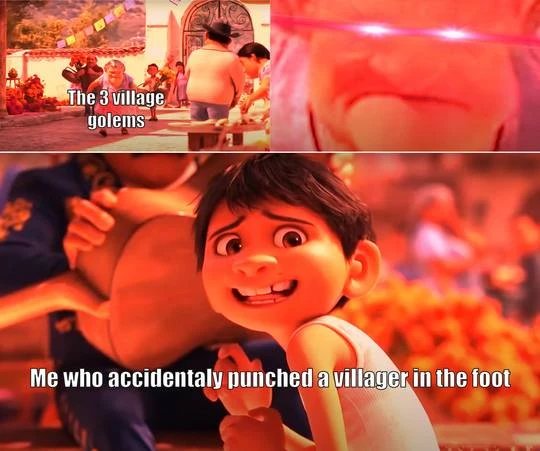 The 3 village
golems
Me who accidentaly punched a villager in the foot